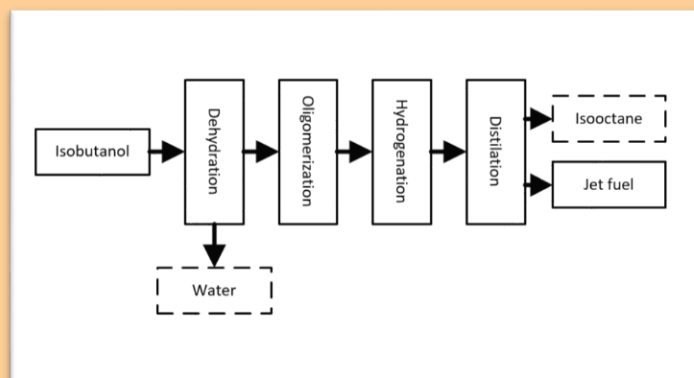 Isobutanol
Dehydration
Oligomerization
Hydrogenation
Distilation
Isooctane
Jet fuel
Water